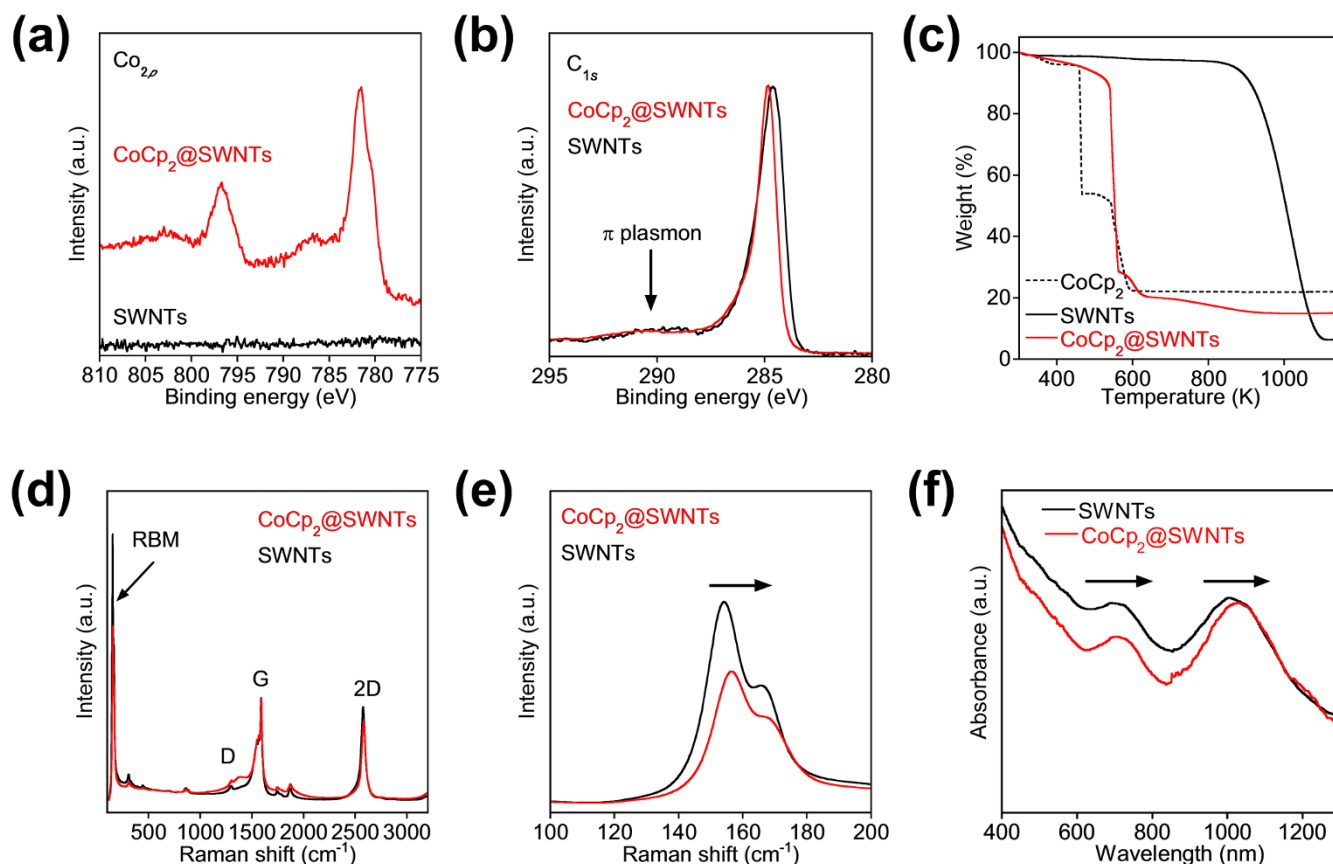 (a)
Co2p
CoCp2@SWNTs
SWNTs
Intensity (a.u.)
810 805 800 795 790 785 780 775
Binding energy (eV)
(b)
C1s
CoCp2@SWNTs
SWNTs
π plasmon
Intensity (a.u.)
295 290 285 280
Binding energy (eV)
(c)
100
80
60
40
20
0
Weight (%)
CoCp2
SWNTs
CoCp2@SWNTs
400 600 800 1000
Temperature (K)
(d)
CoCp2@SWNTs
SWNTs
RBM
D
G
2D
Intensity (a.u.)
500 1000 1500 2000 2500 3000
Raman shift (cm-1)
(e)
CoCp2@SWNTs
SWNTs
Intensity (a.u.)
100 120 140 160 180 200
Raman shift (cm-1)
(f)
SWNTs
CoCp2@SWNTs
Absorbance (a.u.)
400 600 800 1000 1200
Wavelength (nm)